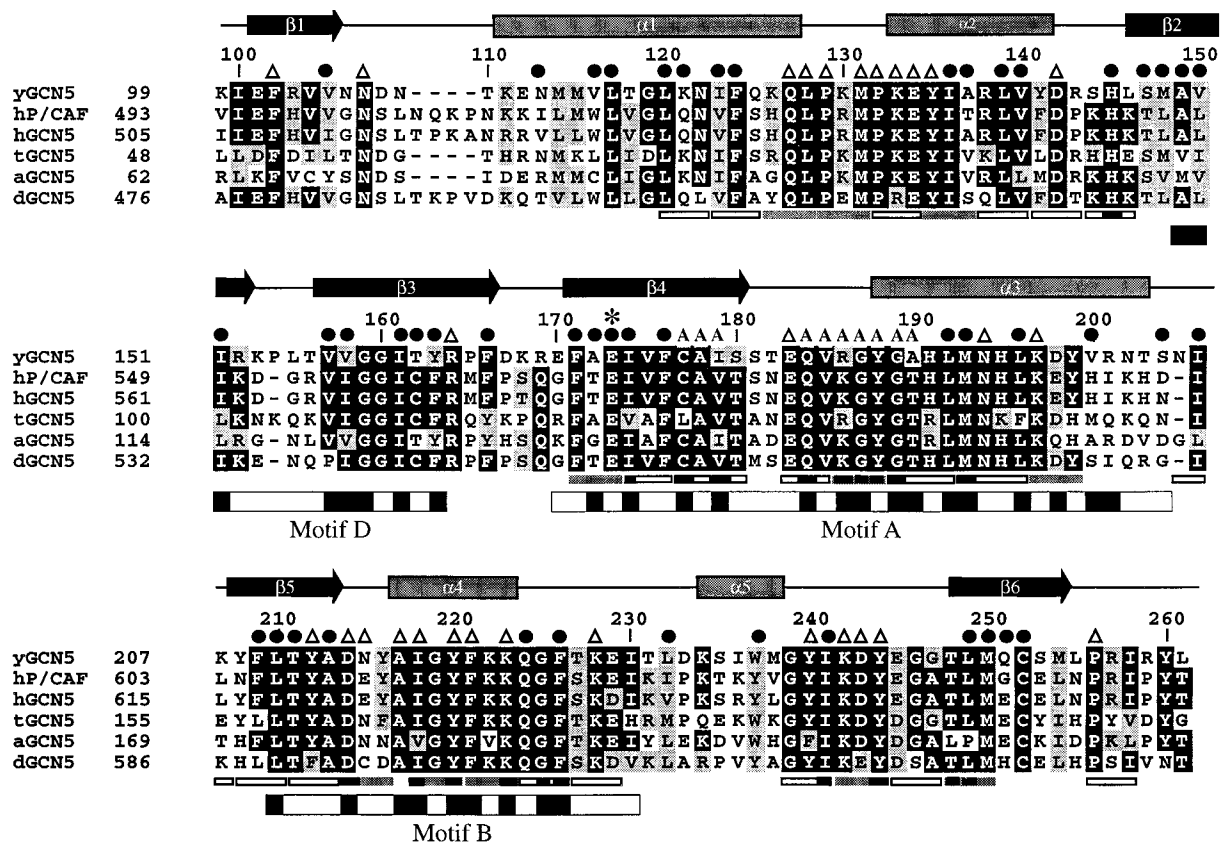 β1 α1 α2 β2
100 110 120 130 140 150
yGCN5 99 KIEFRVVNNDN----TKENMMVLTGLKNIFQKQLPKMPKEYIARLVYDRSHLSMAV
hP/CAF 493 VIEFHVVGNSLNQKPNKKILMWLVGLQNVFSHQLPRMPKEYITRLVFDPKHKTLAL
hGCN5 505 IIEFHVIGNSLTPKANRRVLLWLVGLQNVFSHQLPRMPKEYIARLVFDPKHKTLAL
tGCN5 48 LLDFDILTNDG----THRNMKLLIDLKNIFSRQLPKMPKEYIVKLVLDRHHESMVI
aGCN5 62 RLKFVCYSNDS----IDERMMCLIGLKNIFAGQLPKMPKEYIVRLLMDRKHKSVMV
dGCN5 476 AIEFHVVGNSLTKPVDKQTVLWLLGLQLVFAYQLPEMPREYISQLVFDTKHKTLAL
β3 β4 α3
160 170 * 180 190 200
yGCN5 151 IRKPLTVVGGITYRPFDKREFAEIVFCAISSTEQVRGYGAHLMNHLKDYVRNTSNI
hP/CAF 549 IKD-GRVIGGICFRMFPSQGFTEIVFCAVTSNEQVKGYGTHLMNHLKEYHIKHD-I
hGCN5 561 IKD-GRVIGGICFRMFPTQGFTEIVFCAVTSNEQVKGYGTHLMNHLKEYHIKHN-I
tGCN5 100 LKNKQKVIGGICFRQYKPQRFAEVAFLAVTANEQVRGYGTRLMNKFKDHMQKQN-I
aGCN5 114 LRG-NLVVGGITYRPYHSQKFGEIAFCAITADEQVKGYGTRLMNHLKQHARDVDGL
dGCN5 532 IKE-NQPIGGICFRPFPSQGFTEIVFCAVTMSEQVKGYGTHLMNHLKDYSIQRG-I
Motif D Motif A
β5 α4 α5 β6
210 220 230 240 250 260
yGCN5 207 KYFLTYADNYAIGYFKKQGFTKEITLDKSIWMGYIKDYEGGTLMQCSMLPRIRYL
hP/CAF 603 LNFLTYADEYAIGYFKKQGFSKEIKIPKTKYVGYIKDYEGATLMGCELNPRIPYT
hGCN5 615 LYFLTYADEYAIGYFKKQGFSKDIKVPKSRYLGYIKDYEGATLMECELNPRIPYT
tGCN5 155 EYLLTYADNFAIGYFKKQGFTKEHRMPQEKWKGYIKDYDGGTLMECYIHPYVDYG
aGCN5 169 THFLTYADNNAVGYFVKQGFTKEIYLEKDVWHGFIKDYDGALPMECKIDPKLPYT
dGCN5 586 KHLLTFADCDAIGYFKKQGFSKDVKLARPVYAGYIKEYDSATLMHCELHPSIVNT
Motif B